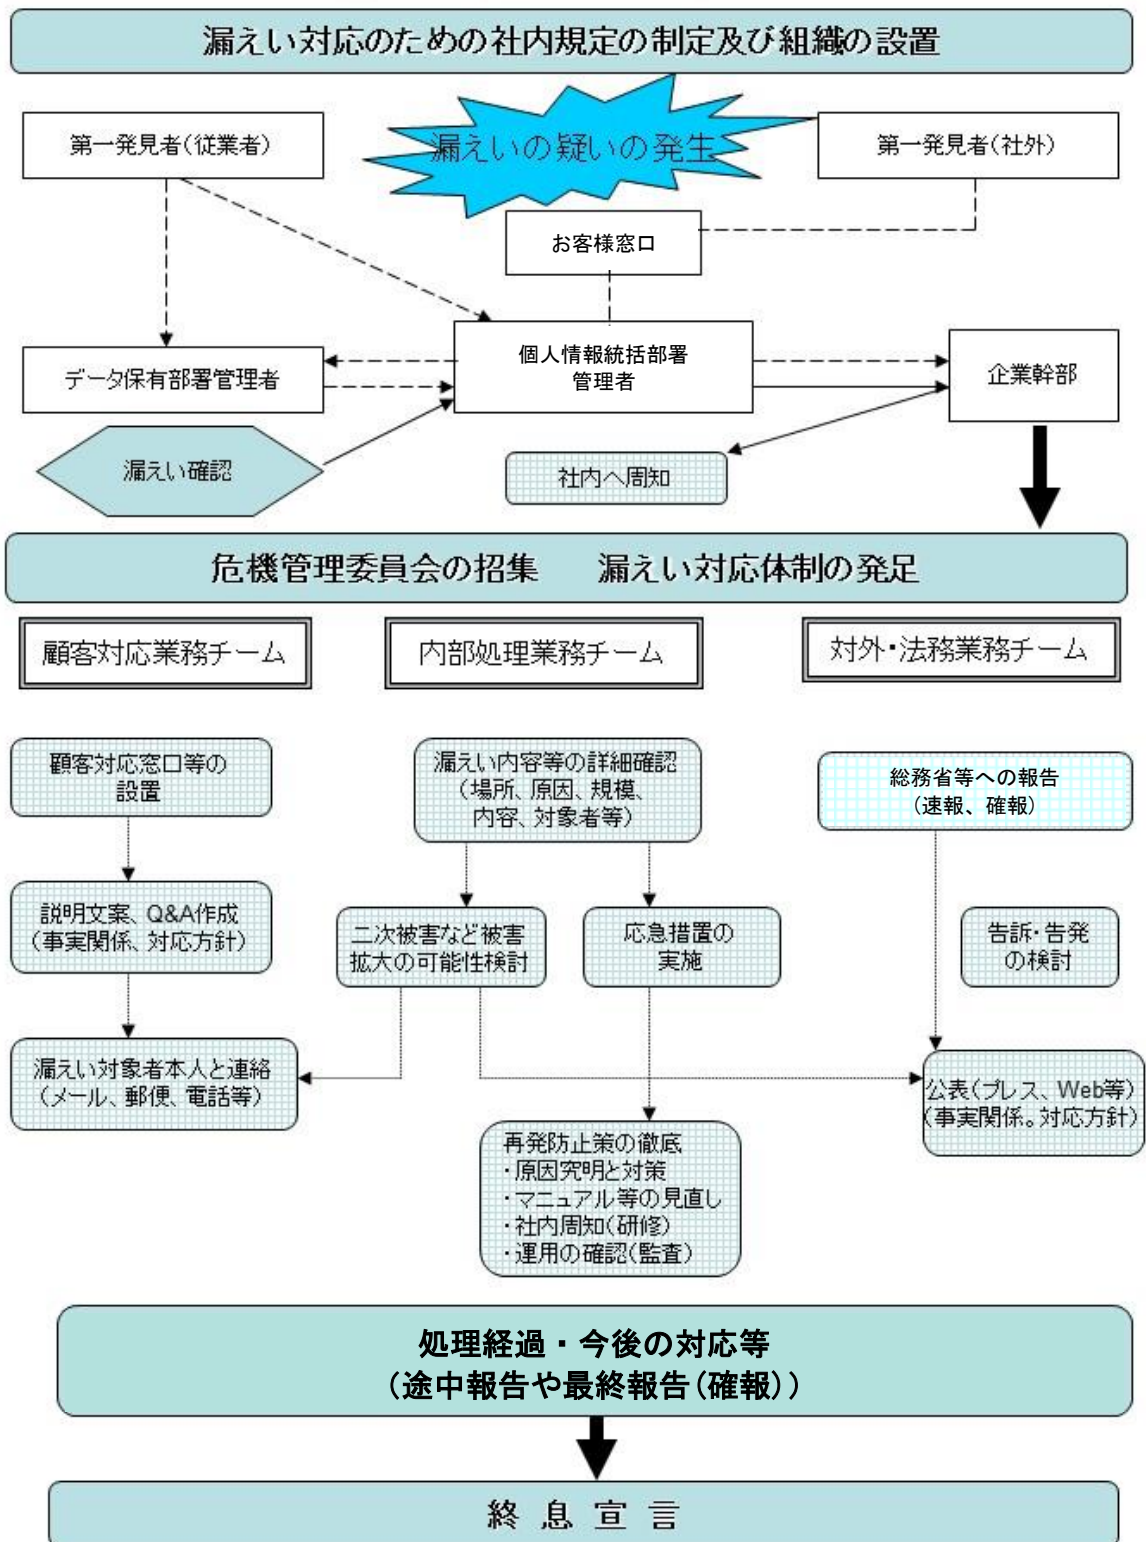 漏えい対応のための社内規定の制定及び組織の設置
第一発見者(従業者)
漏えいの疑いの発生
第一発見者(社外)
お客様窓口
データ保有部署管理者
個人情報統括部署
管理者
企業幹部
漏えい確認
社内へ周知
危機管理委員会の招集　　漏えい対応体制の発足
顧客対応業務チーム
内部処理業務チーム
対外・法務業務チーム
顧客対応窓口等の
設置
漏えい内容等の詳細確認
(場所、原因、規模、
内容、対象者等)
総務省等への報告
(速報、確報)
説明文案、Q&A作成
(事実関係、対応方針)
二次被害など被害
拡大の可能性検討
応急措置の
実施
告訴・告発
の検討
漏えい対象者本人と連絡
(メール、郵便、電話等)
公表(プレス、Web等)
(事実関係。対応方針)
再発防止策の徹底
・原因究明と対策
・マニュアル等の見直し
・社内周知(研修)
・運用の確認(監査)
処理経過・今後の対応等
(途中報告や最終報告(確報))
終 息 宣 言